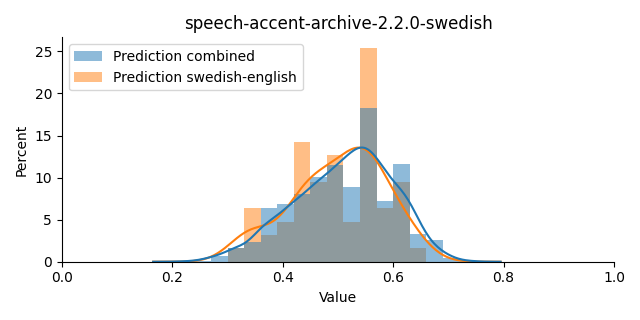 speech-accent-archive-2.2.0-swedish
Prediction combined
Prediction swedish-english
Percent
25
20
15
10
5
0
0.0 0.2 0.4 0.6 0.8 1.0
Value